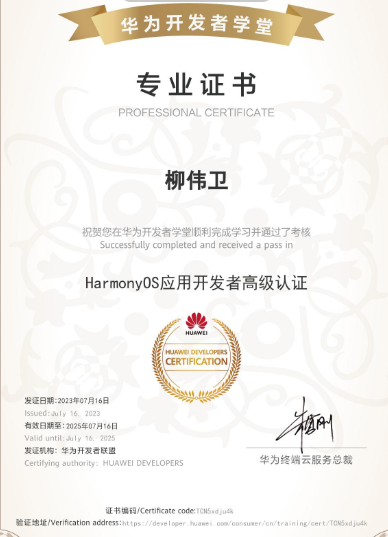 华为开发者学堂
专业证书
PROFESSIONAL CERTIFICATE
柳伟卫
祝贺您在华为开发者学堂顺利完成学习并通过了考核
Successfully completed and received a pass in
HarmonyOS应用开发者高级认证
HUAWEI
HUAWEI DEVELOPERS
CERTIFICATION
发证日期:2023年07月16日
Issued:July 16, 2023
有效日期至:2025年07月16日
Valid until:July 16, 2025
发证机构: 华为开发者联盟
Certifying authority: HUAWEI DEVELOPERS
华为终端云服务总裁
证书编码/Certificate code:TCN5xdju4k
验证地址/Verification address:https://developer.huawei.com/consumer/cn/training/cert/TCN5xdju4k